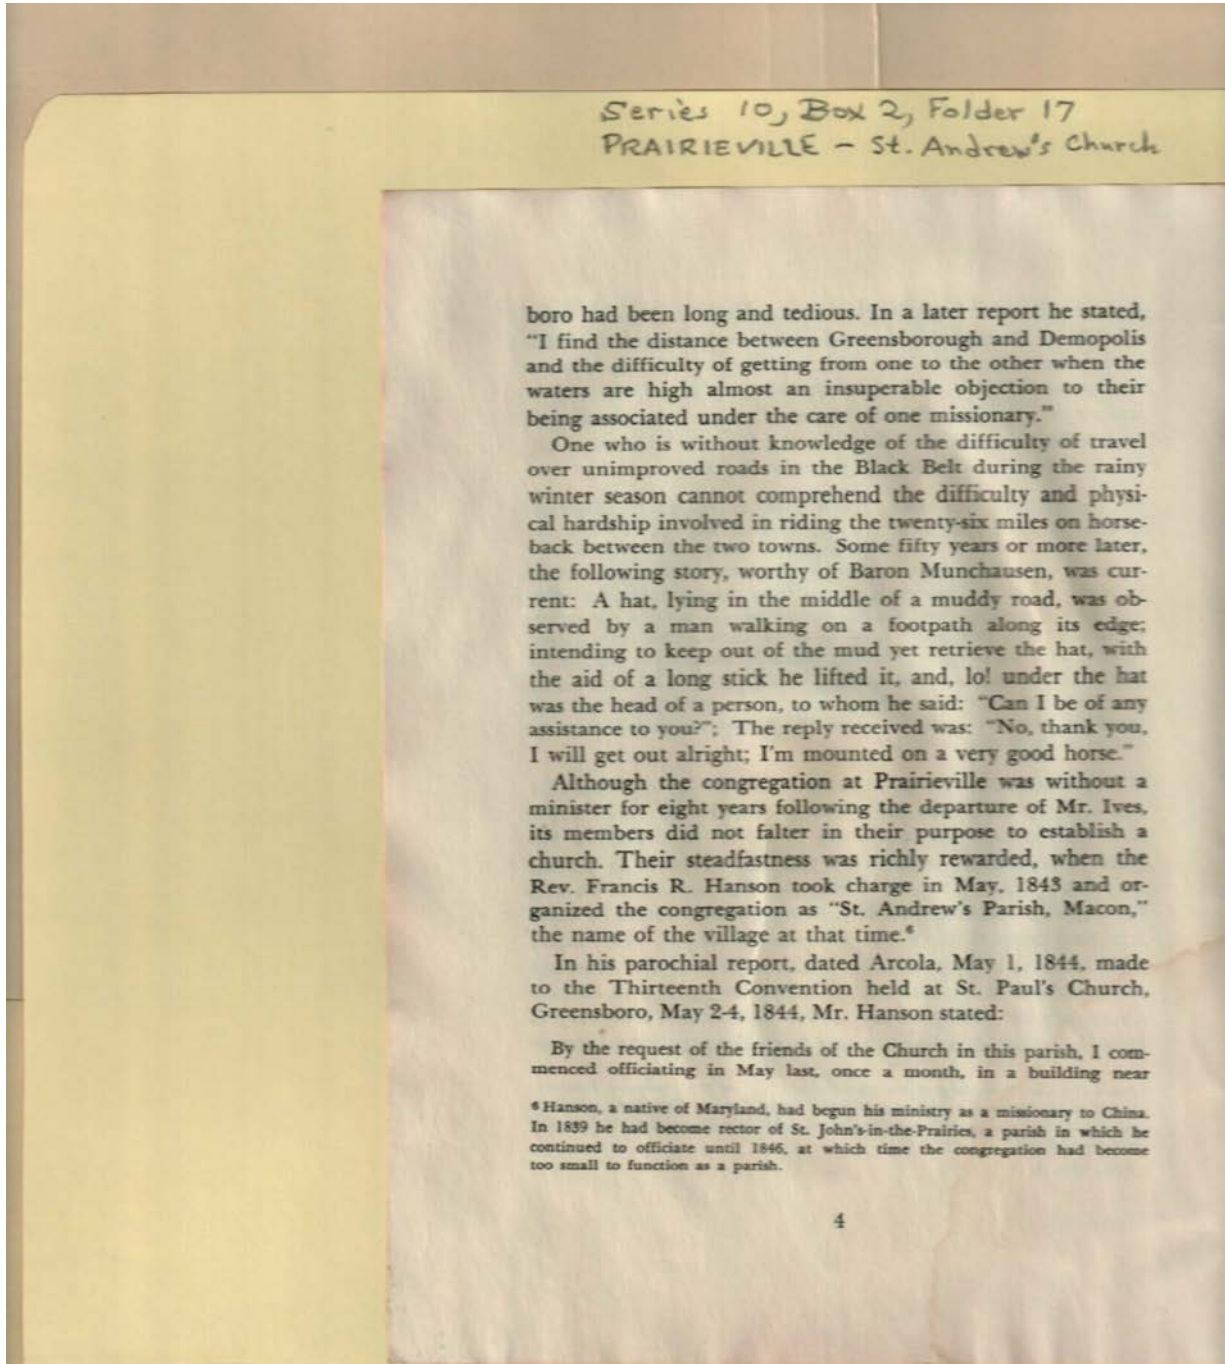 Series 10, Box 2, Folder 17
PRAIRIEVILLE - St. Andrew's Church
boro had been long and tedious. In a later report he stated,
"I find the distance between Greensborough and Demopolis
and the difficulty of getting from one to the other when the
waters are high almost an insuperable objection to their
being associated under the care of one missionary."
One who is without knowledge of the difficulty of travel
over unimproved roads in the Black Belt during the rainy
winter season cannot comprehend the difficulty and physi-
cal hardship involved in riding the twenty-six miles on horse-
back between the two towns. Some fifty years or more later,
the following story, worthy of Baron Munchausen, was cur-
rent: A hat, lying in the middle of a muddy road, was ob-
served by a man walking on a footpath along its edge;
intending to keep out of the mud yet retrieve the hat, with
the aid of a long stick he lifted it, and, lo! under the hat
was the head of a person, to whom he said: "Can I be of any
assistance to you?"; The reply received was: "No, thank you,
I will get out alright; I'm mounted on a very good horse."
Although the congregation at Prairieville was without a
minister for eight years following the departure of Mr. Ives,
its members did not falter in their purpose to establish a
church. Their steadfastness was richly rewarded, when the
Rev. Francis R. Hanson took charge in May, 1843 and or-
ganized the congregation as "St. Andrew's Parish, Macon,"
the name of the village at that time.⁶
In his parochial report, dated Arcola, May 1, 1844, made
to the Thirteenth Convention held at St. Paul's Church,
Greensboro, May 2-4, 1844, Mr. Hanson stated:
By the request of the friends of the Church in this parish, I com-
menced officiating in May last, once a month, in a building near
⁶ Hanson, a native of Maryland, had begun his ministry as a missionary to China.
In 1839 he had become rector of St. John's-in-the-Prairies, a parish in which he
continued to officiate until 1846, at which time the congregation had become
too small to function as a parish.
4